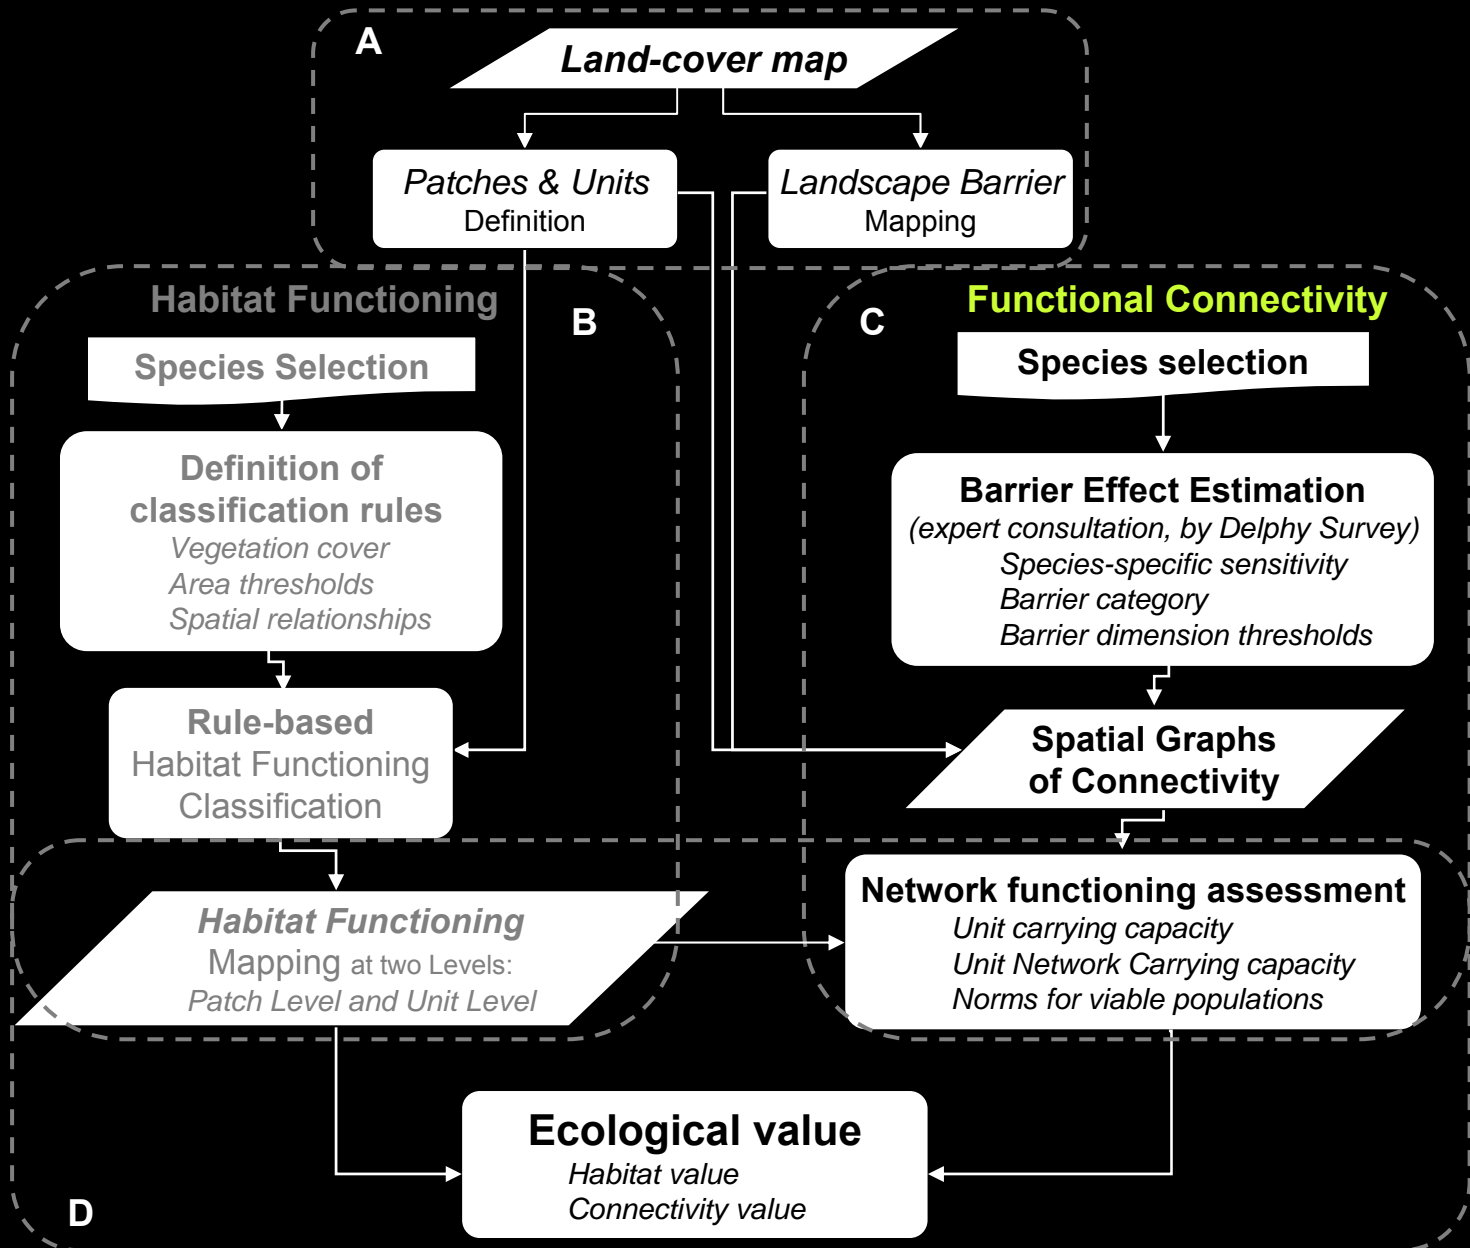 A
Land-cover map
Patches & Units
Definition
Landscape Barrier
Mapping
Habitat Functioning
B
Species Selection
Definition of
classification rules
Vegetation cover
Area thresholds
Spatial relationships
Rule-based
Habitat Functioning
Classification
Habitat Functioning
Mapping at two Levels:
Patch Level and Unit Level
C
Functional Connectivity
Species selection
Barrier Effect Estimation
(expert consultation, by Delphy Survey)
Species-specific sensitivity
Barrier category
Barrier dimension thresholds
Spatial Graphs
of Connectivity
Network functioning assessment
Unit carrying capacity
Unit Network Carrying capacity
Norms for viable populations
Ecological value
Habitat value
Connectivity value
D